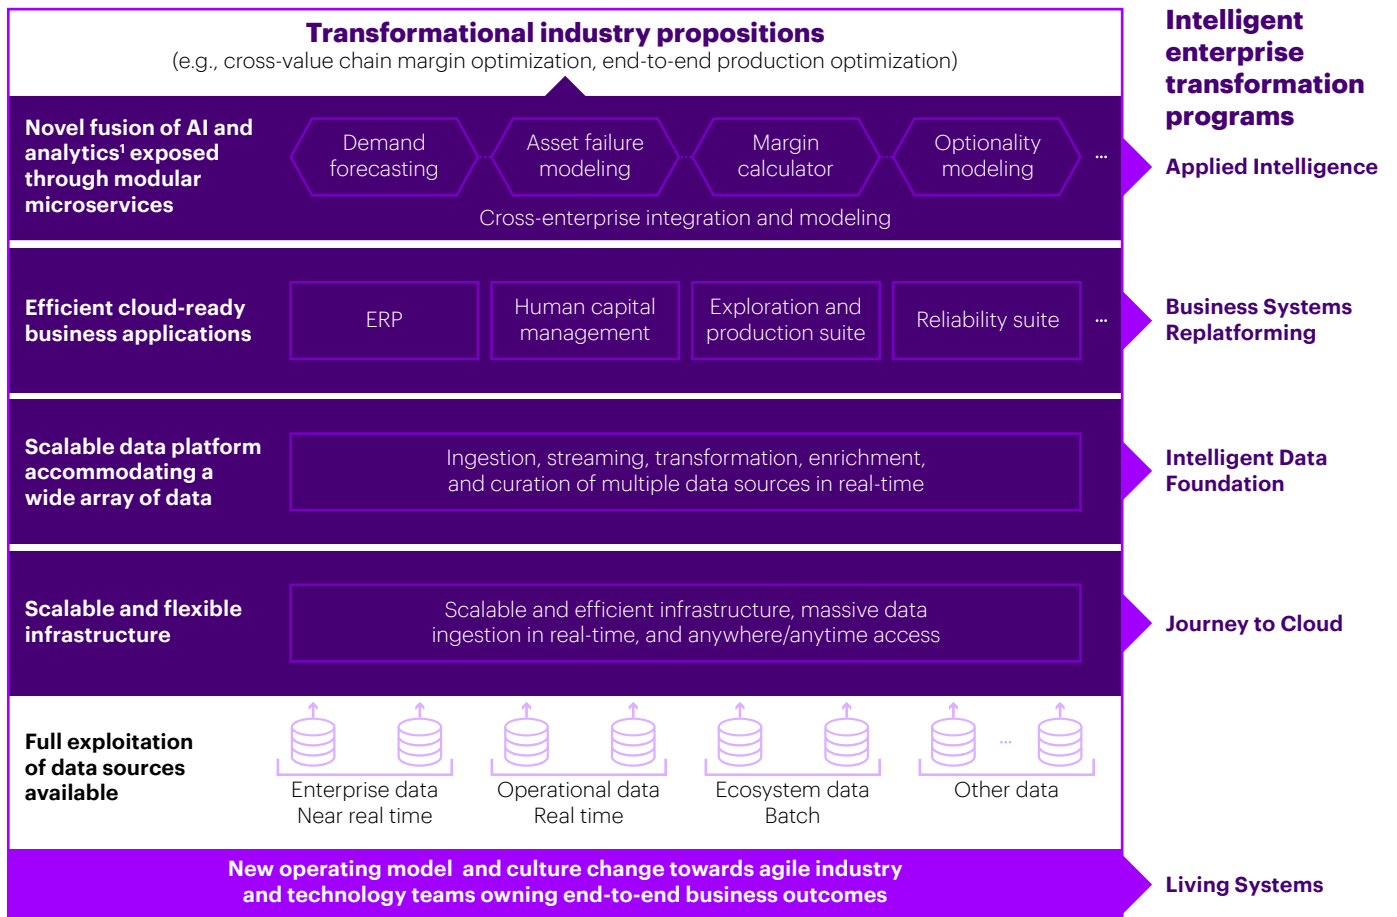 Transformational industry propositions
(e.g., cross-value chain margin optimization, end-to-end production optimization)
Intelligent
enterprise
transformation
programs
Novel fusion of AI and
analytics¹ exposed
through modular
microservices
Demand
forecasting
...
Asset failure
modeling
...
Margin
calculator
...
Optionality
modeling
...
Cross-enterprise integration and modeling
Applied Intelligence
Efficient cloud-ready
business applications
ERP
Human capital
management
Exploration and
production suite
Reliability suite
...
Business Systems
Replatforming
Scalable data platform
accommodating a
wide array of data
Ingestion, streaming, transformation, enrichment,
and curation of multiple data sources in real-time
Intelligent Data
Foundation
Scalable and flexible
infrastructure
Scalable and efficient infrastructure, massive data
ingestion in real-time, and anywhere/anytime access
Journey to Cloud
Full exploitation
of data sources
available
Enterprise data
Near real time
Operational data
Real time
Ecosystem data
Batch
...
Other data
New operating model and culture change towards agile industry
and technology teams owning end-to-end business outcomes
Living Systems